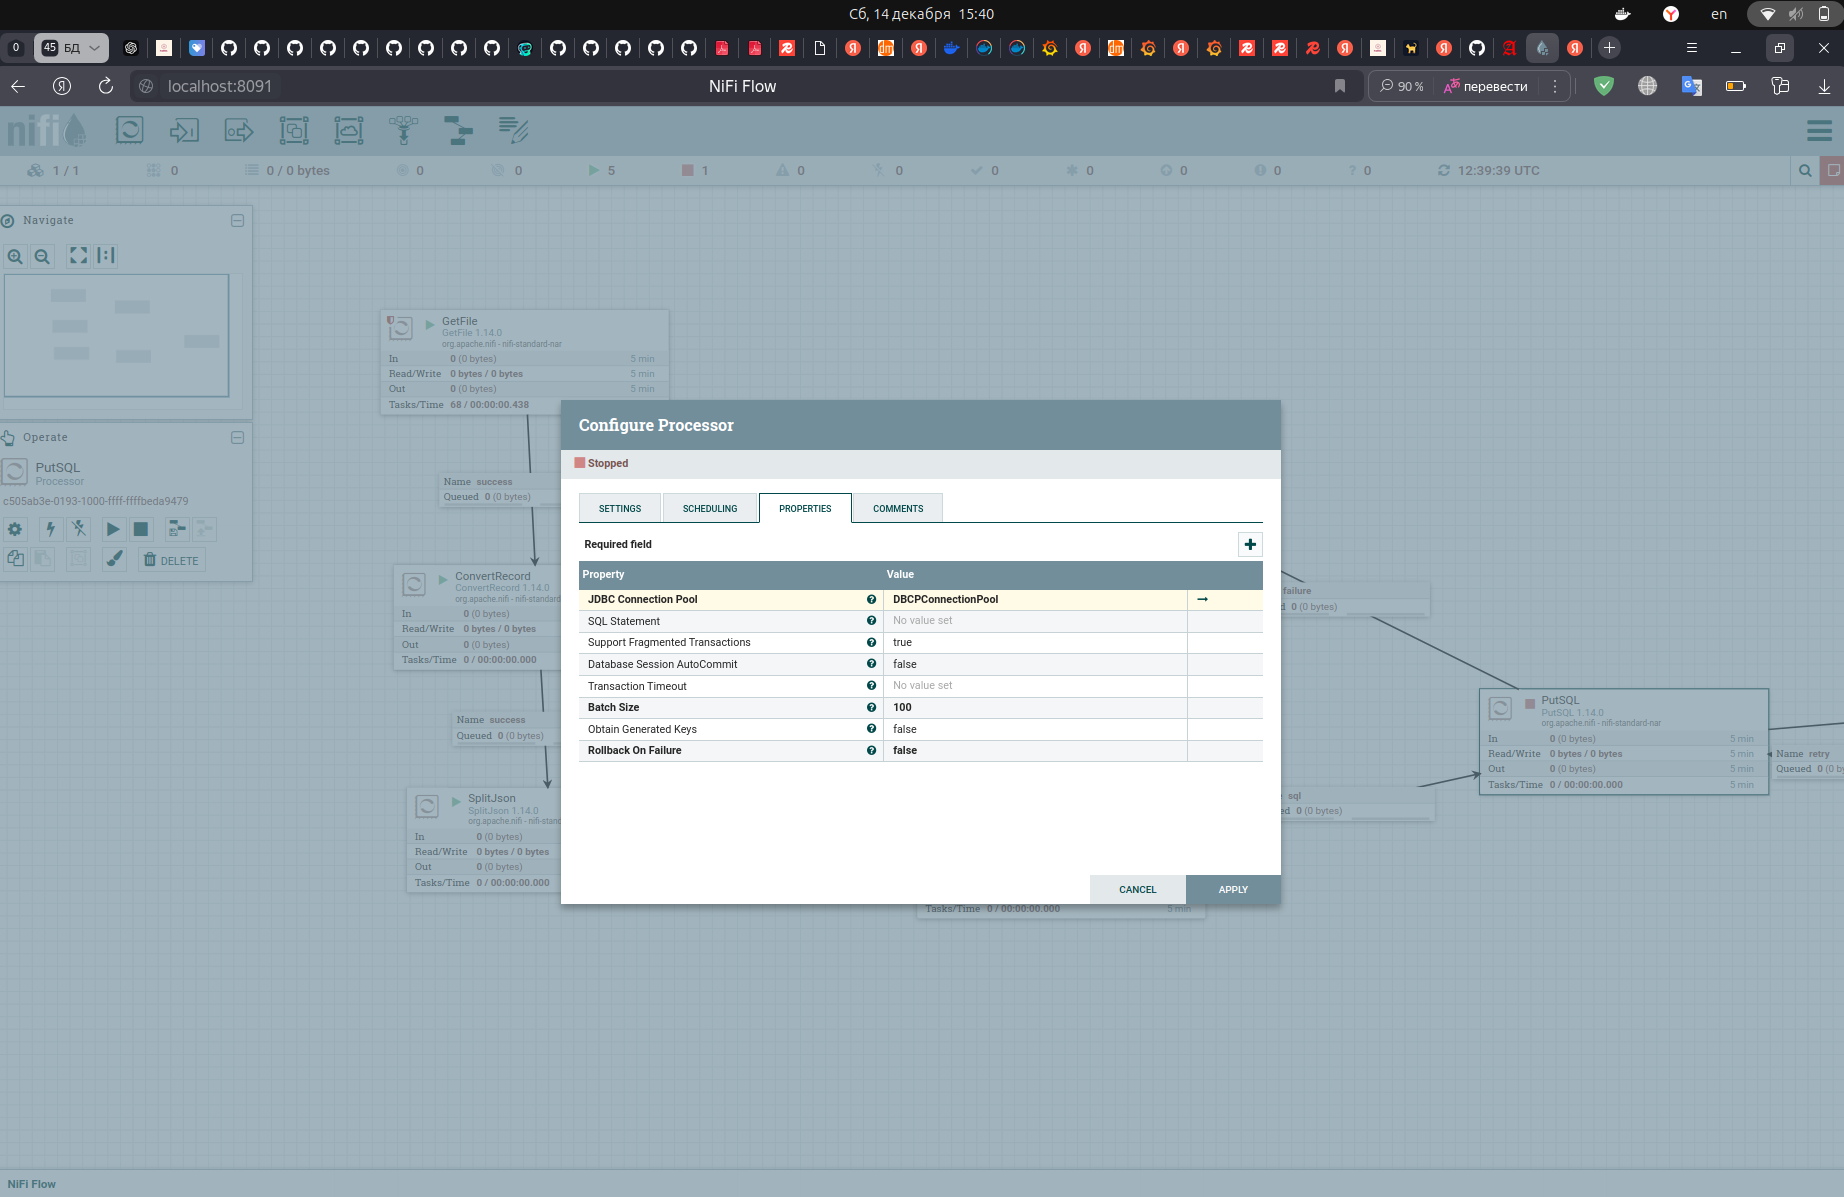 Сб, 14 декабря 15:40
en
0
45 БД
localhost:8091
NiFi Flow
90 %
перевести
nifi
1 / 1
0
0 / 0 bytes
0
0
5
1
0
0
0
0
0
0
0
12:39:39 UTC
Navigate
Operate
PutSQL
Processor
c505ab3e-0193-1000-ffff-ffffbeda9479
DELETE
GetFile
GetFile 1.14.0
org.apache.nifi - nifi-standard-nar
In 0 (0 bytes) 5 min
Read/Write 0 bytes / 0 bytes 5 min
Out 0 (0 bytes) 5 min
Tasks/Time 68 / 00:00:00.438
Name success
Queued 0 (0 bytes)
ConvertRecord
ConvertRecord 1.14.0
org.apache.nifi - nifi-standard
In 0 (0 bytes)
Read/Write 0 bytes / 0 bytes
Out 0 (0 bytes)
Tasks/Time 0 / 00:00:00.000
Name success
Queued 0 (0 bytes)
SplitJson
SplitJson 1.14.0
org.apache.nifi - nifi-stand
In 0 (0 bytes)
Read/Write 0 bytes / 0 bytes
Out 0 (0 bytes)
Tasks/Time 0 / 00:00:00.000
Configure Processor
Stopped
SETTINGS
SCHEDULING
PROPERTIES
COMMENTS
Required field
Property Value
JDBC Connection Pool DBCPConnectionPool
SQL Statement No value set
Support Fragmented Transactions true
Database Session AutoCommit false
Transaction Timeout No value set
Batch Size 100
Obtain Generated Keys false
Rollback On Failure false
CANCEL
APPLY
Tasks/Time 0 / 00:00:00.000 5 min
failure
d 0 (0 bytes)
PutSQL
PutSQL 1.14.0
org.apache.nifi - nifi-standard-nar
In 0 (0 bytes) 5 min
Read/Write 0 bytes / 0 bytes 5 min
Out 0 (0 bytes) 5 min
Tasks/Time 0 / 00:00:00.000 5 min
Name retry
Queued 0 (0 by
sql
ed 0 (0 bytes)
NiFi Flow